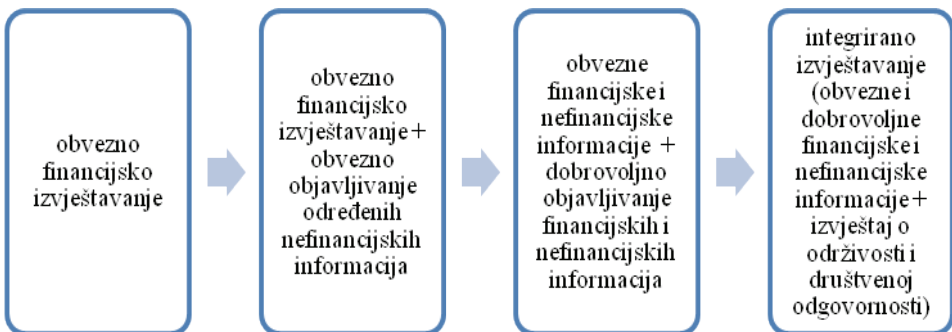 obvezno
financijsko
izvještavanje
obvezno
financijsko
izvještavanje +
obvezno
objavljivanje
određenih
nefinancijskih
informacija
obvezne
financijske i
nefinancijske
informacije +
dobrovoljno
objavljivanje
financijskih i
nefinancijskih
informacija
integrirano
izvještavanje
(obvezne i
dobrovoljne
financijske i
nefinancijske
informacije +
izvještaj o
održivosti i
društvenoj
odgovornosti)